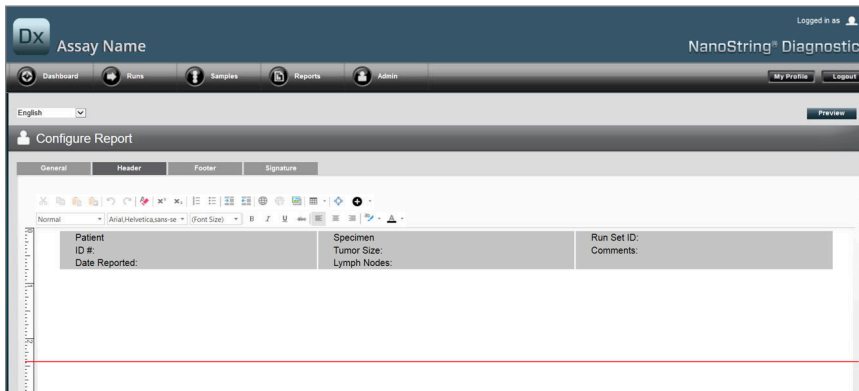 Logged in as
Dx
Assay Name
NanoString® Diagnostic
Dashboard Runs Samples Reports Admin
My Profile Logout
English
Preview
Configure Report
General Header Footer Signature
Normal Arial,Helvetica,sans-se (Font Size) B I U abc A
Patient Specimen Run Set ID:
ID #: Tumor Size: Comments:
Date Reported: Lymph Nodes: